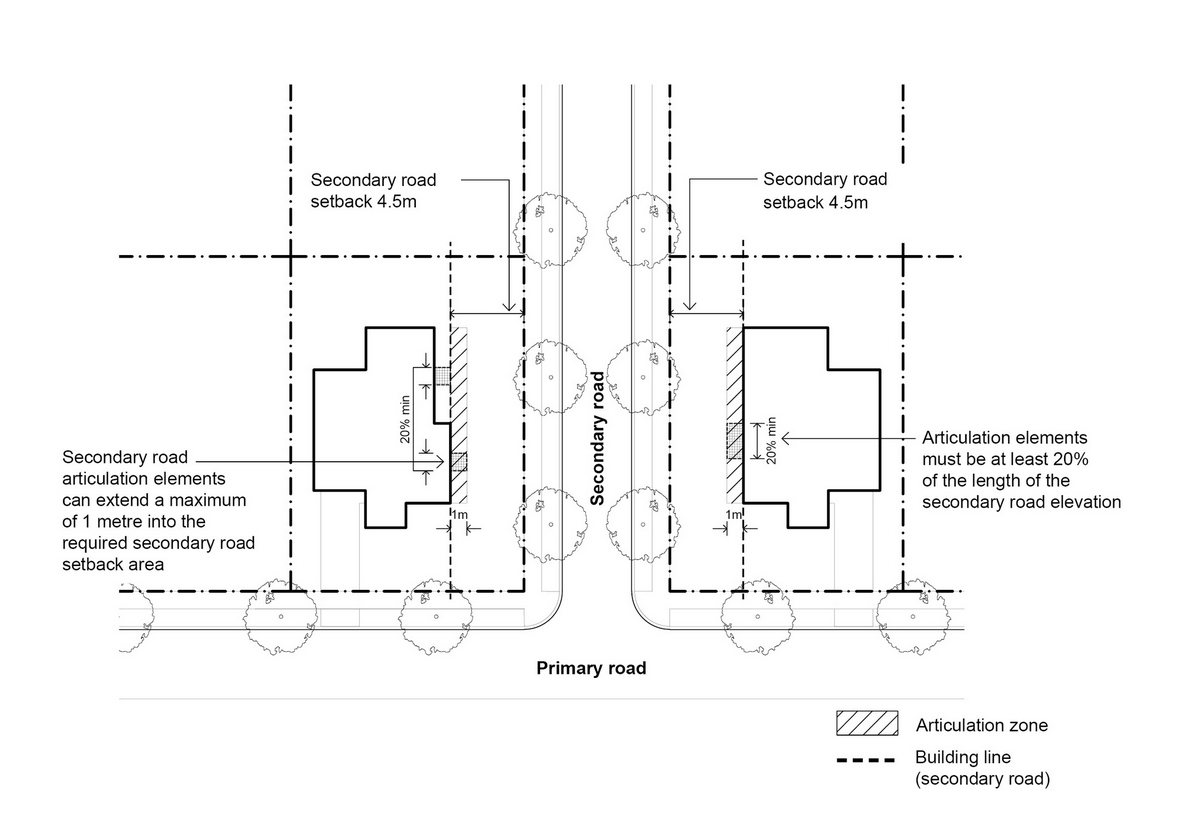 Secondary road
setback 4.5m
Secondary road
setback 4.5m
Secondary road
20% min
20% min
Secondary road
articulation elements
can extend a maximum
of 1 metre into the
required secondary road
setback area
Articulation elements
must be at least 20%
of the length of the
secondary road elevation
1m
1m
Primary road
Articulation zone
Building line
(secondary road)